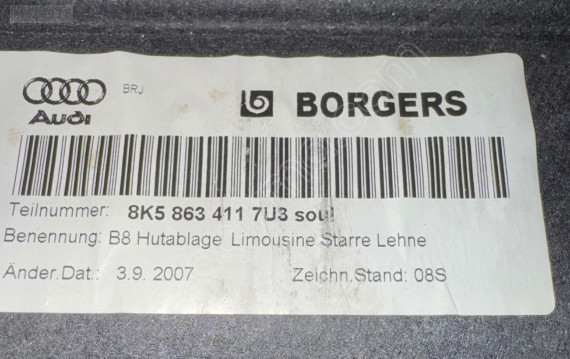 BRJ
Audi
BORGERS
Teilnummer: 8K5 863 411 7U3 soul
Benennung: B8 Hutablage Limousine Starre Lehne
Änder.Dat.: 3.9. 2007 Zeichn.Stand: 08S